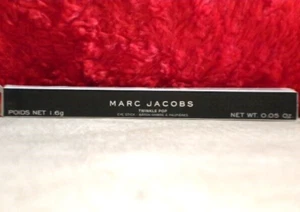 MARC JACOBS
TWINKLE POP
POIDS NET 1.6g
NET WT. 0.05 Oz.